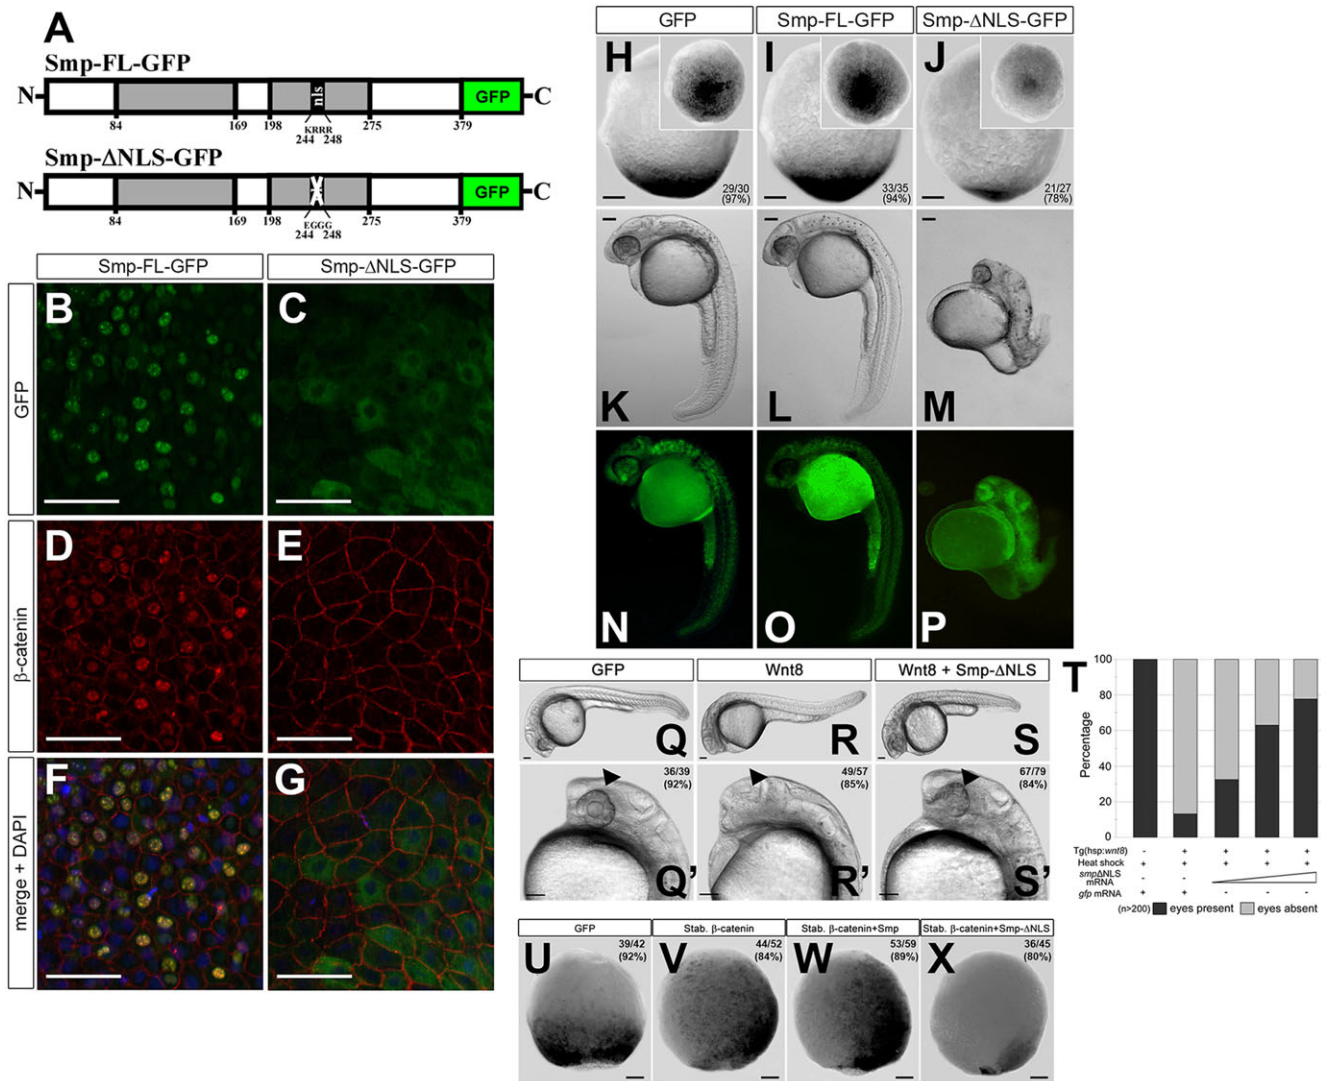 A
Smp-FL-GFP
N
nls
GFP
C
84
169
198
KRRR
244
248
275
379
Smp-ΔNLS-GFP
N
X
GFP
C
84
169
198
EGGG
244
248
275
379
Smp-FL-GFP
Smp-ΔNLS-GFP
GFP
B
C
β-catenin
D
E
merge + DAPI
F
G
GFP
Smp-FL-GFP
Smp-ΔNLS-GFP
H
29/30
(97%)
I
33/35
(94%)
J
21/27
(78%)
K
L
M
N
O
P
GFP
Wnt8
Wnt8 + Smp-ΔNLS
Q
R
S
36/39
(92%)
Q’
49/57
(85%)
R’
67/79
(84%)
S’
T
Percentage
100
80
60
40
20
0
Tg(hsp:wnt8) - + + + +
Heat shock + + + + +
smpΔNLS mRNA - -
gfp mRNA + + - - -
(n>200) eyes present eyes absent
GFP
Stab. β-catenin
Stab. β-catenin+Smp
Stab. β-catenin+Smp-ΔNLS
U
39/42
(92%)
V
44/52
(84%)
W
53/59
(89%)
X
36/45
(80%)